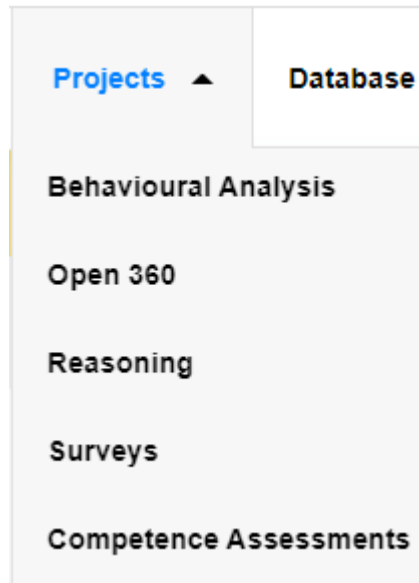 Projects Database
Behavioural Analysis
Open 360
Reasoning
Surveys
Competence Assessments